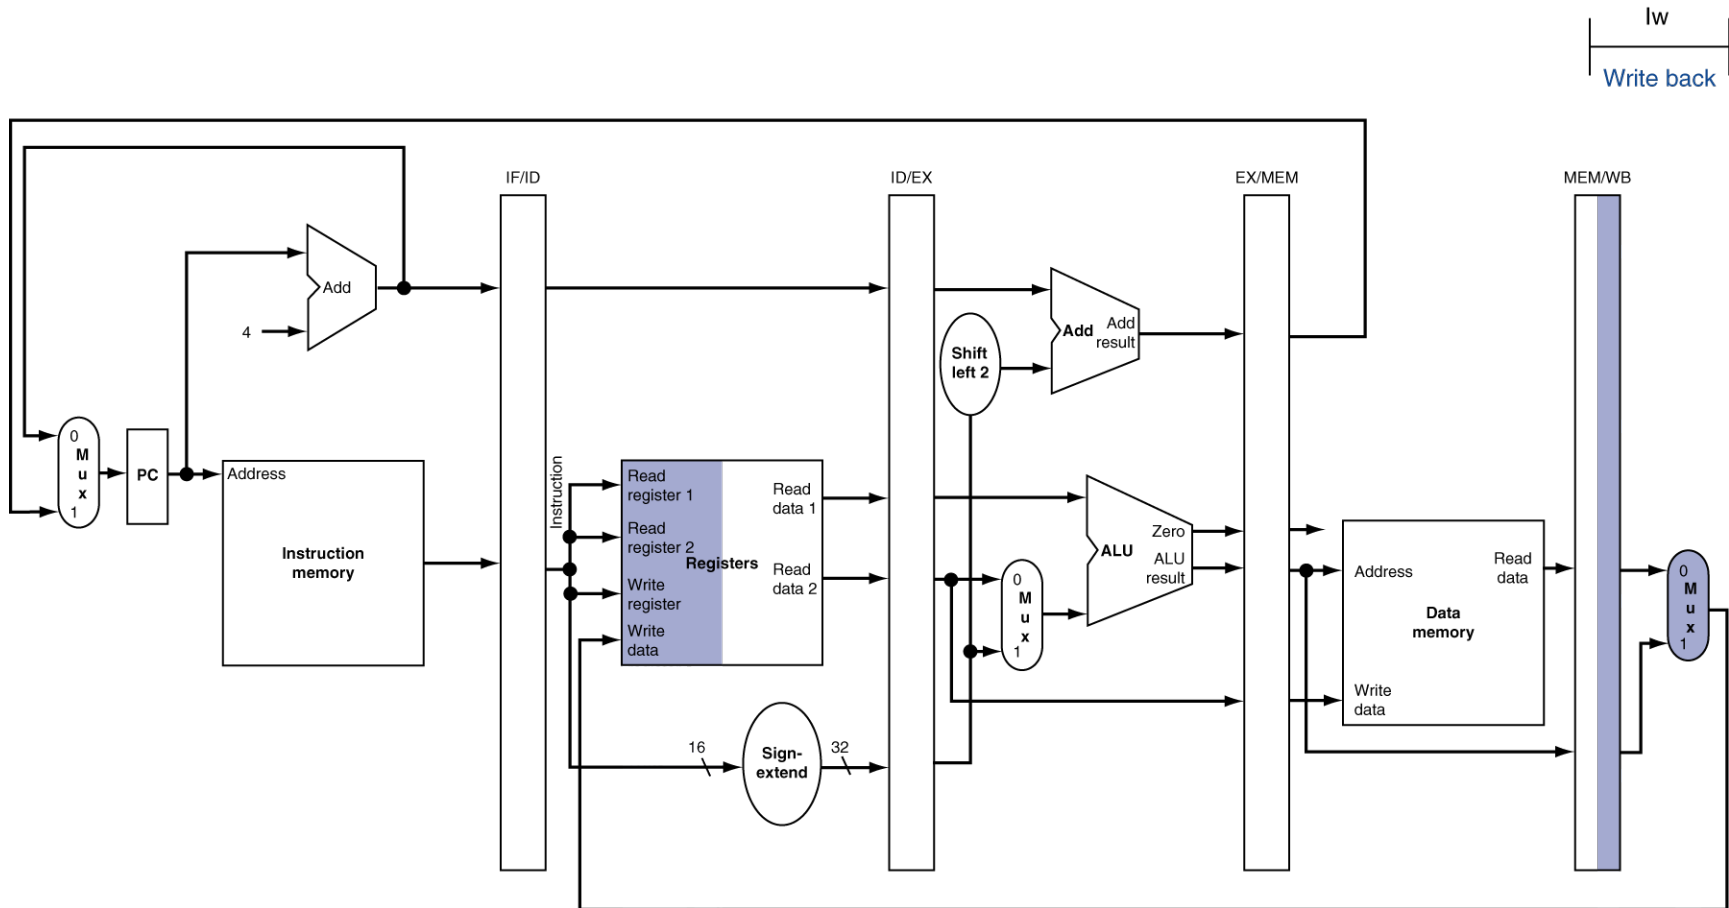 lw
Write back
IF/ID
ID/EX
EX/MEM
MEM/WB
Add
4
Shift
left 2
Add
Add
result
0
M
u
x
1
PC
Address
Instruction
memory
Instruction
Read
register 1
Read
register 2
Write
register
Write
data
Registers
Read
data 1
Read
data 2
16
Sign-
extend
32
0
M
u
x
1
ALU
Zero
ALU
result
Address
Read
data
Data
memory
Write
data
0
M
u
x
1